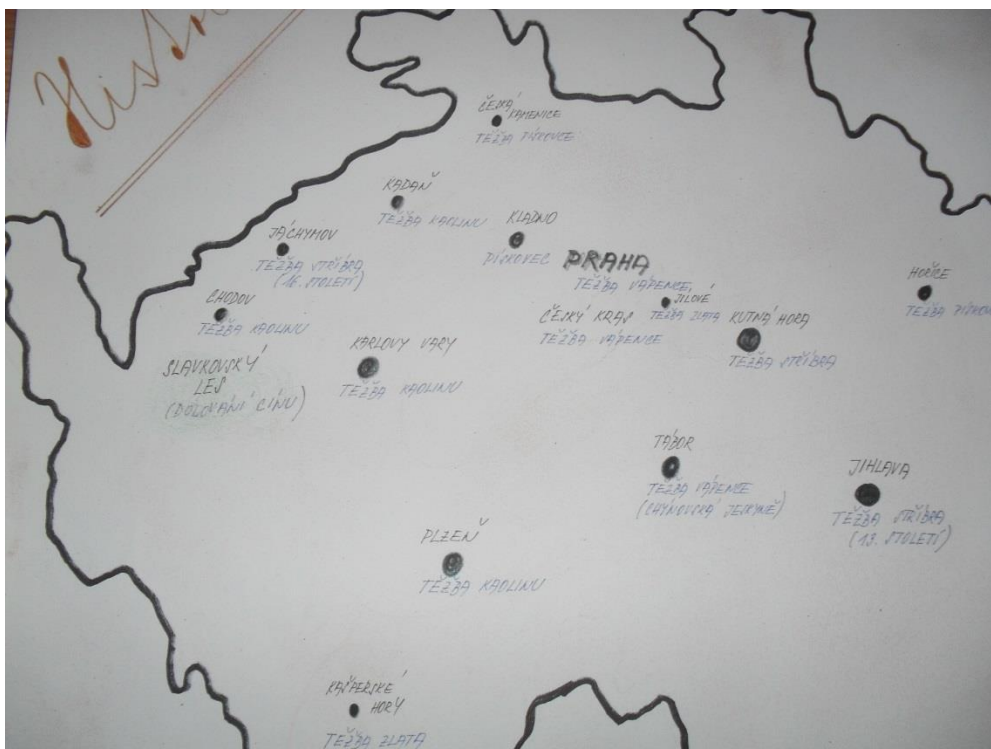 ČESKÁ
KAMENICE
TĚŽBA PÍSKOVCE
KADAŇ
TĚŽBA KAOLINU
KLADNO
PÍSKOVEC
JÁCHYMOV
TĚŽBA STŘÍBRA
(16. STOLETÍ)
PRAHA
TĚŽBA VÁPENCE
JÍLOVÉ
TĚŽBA ZLATA
HOŘICE
TĚŽBA
CHODOV
TĚŽBA KAOLINU
ČESKÝ KRAS
TĚŽBA VÁPENCE
KUTNÁ HORA
TĚŽBA STŘÍBRA
KARLOVY VARY
TĚŽBA KAOLINU
SLAVKOVSKÝ
LES
(DOLOVÁNÍ CÍNU)
TÁBOR
TĚŽBA VÁPENCE
(CHÝNOVSKÁ JESKYNĚ)
JIHLAVA
TĚŽBA STŘÍBRA
(13. STOLETÍ)
PLZEŇ
TĚŽBA KAOLINU
KAŠPERSKÉ
HORY
TĚŽBA ZLATA